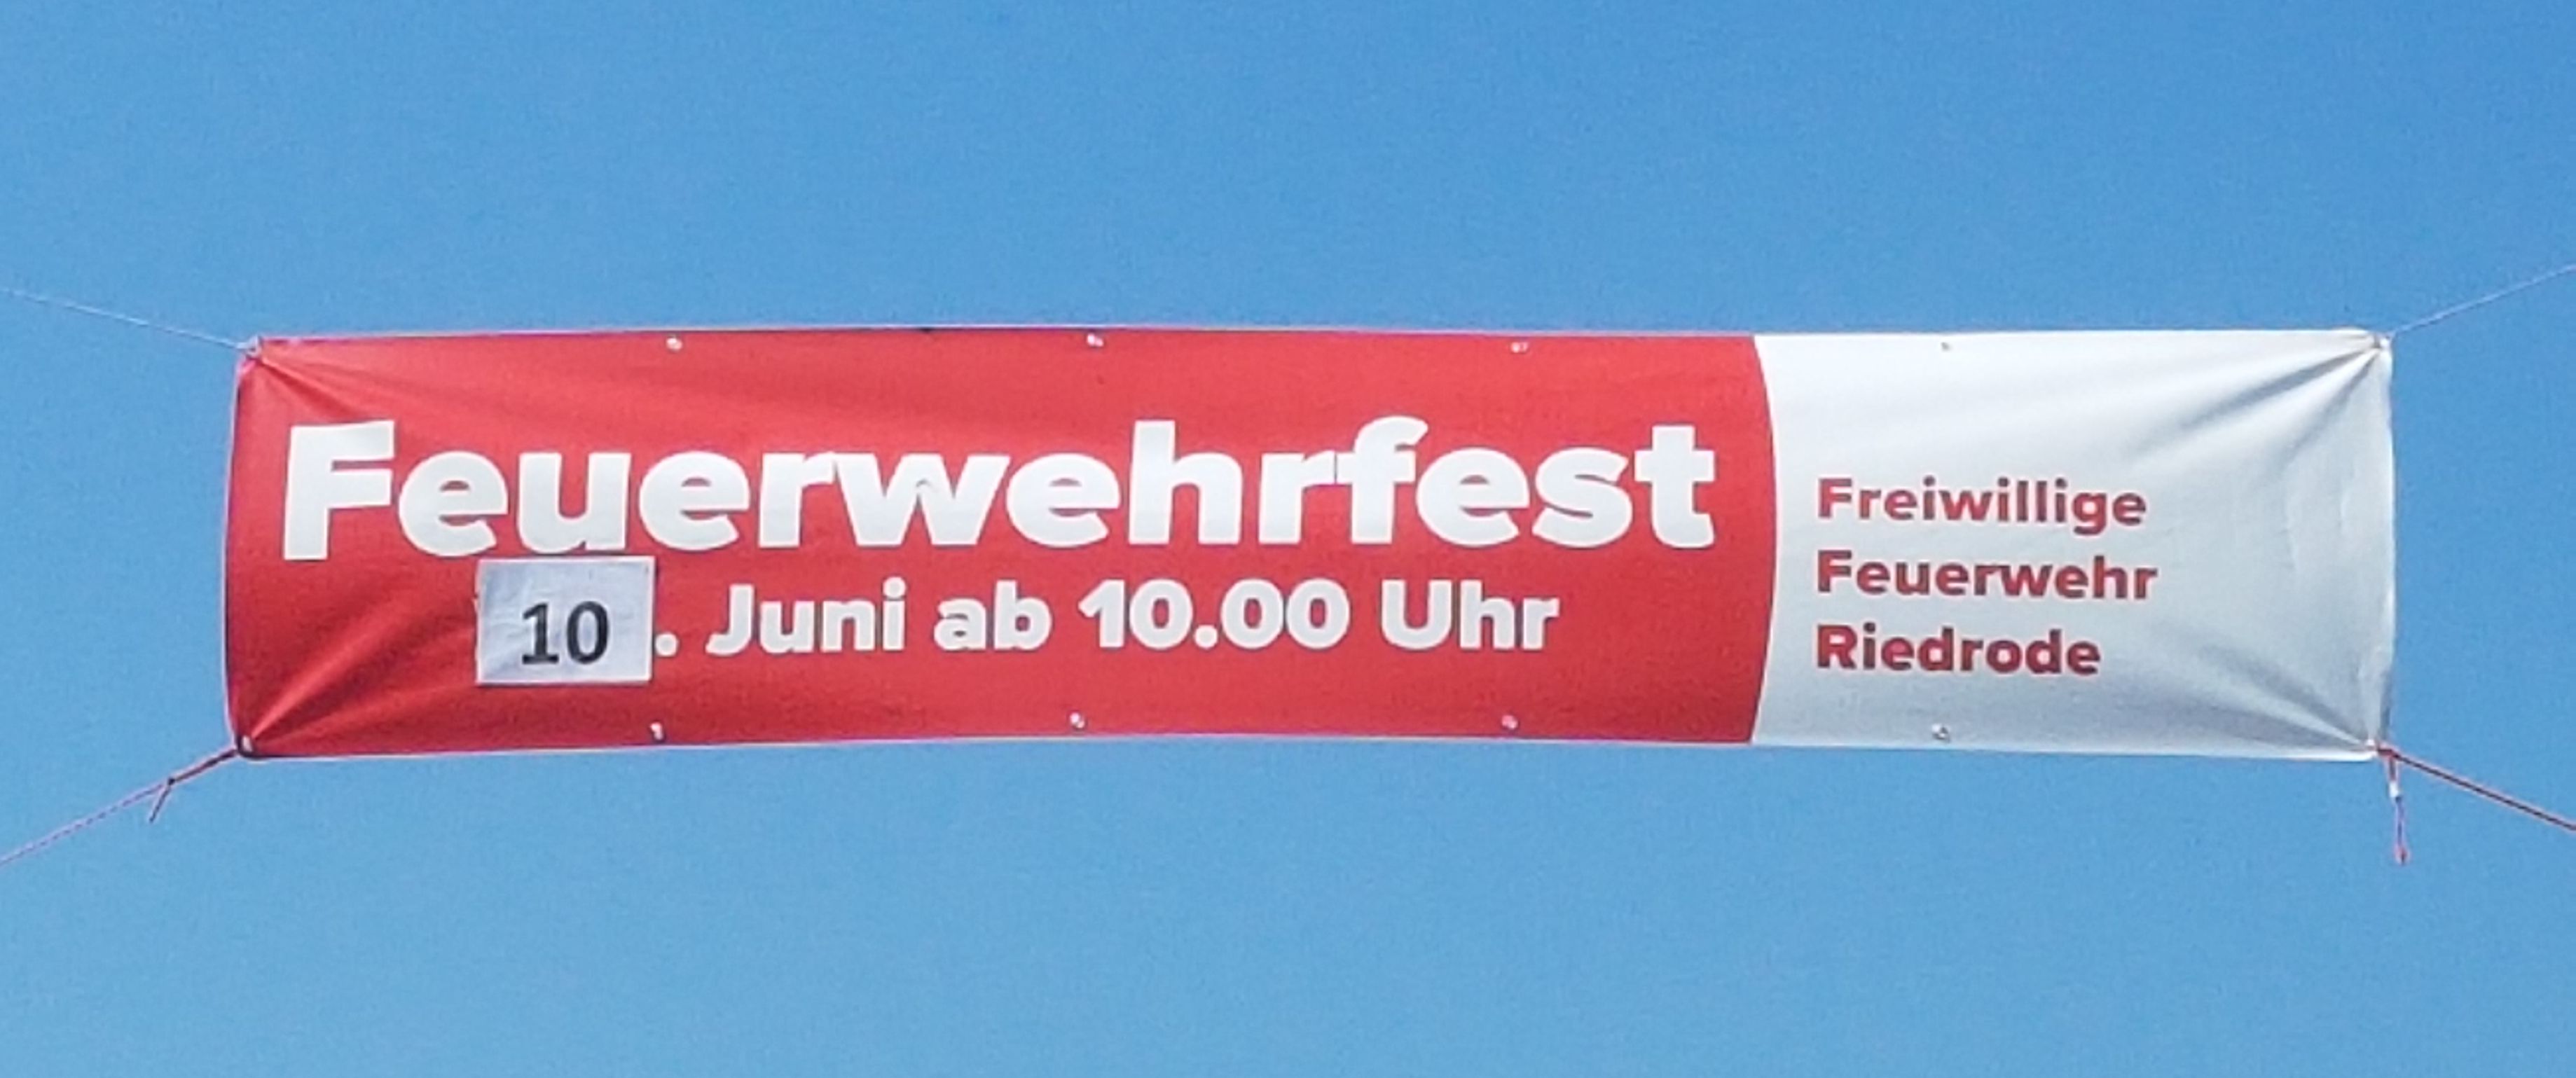 Feuerwehrfest
10. Juni ab 10.00 Uhr
Freiwillige
Feuerwehr
Riedrode